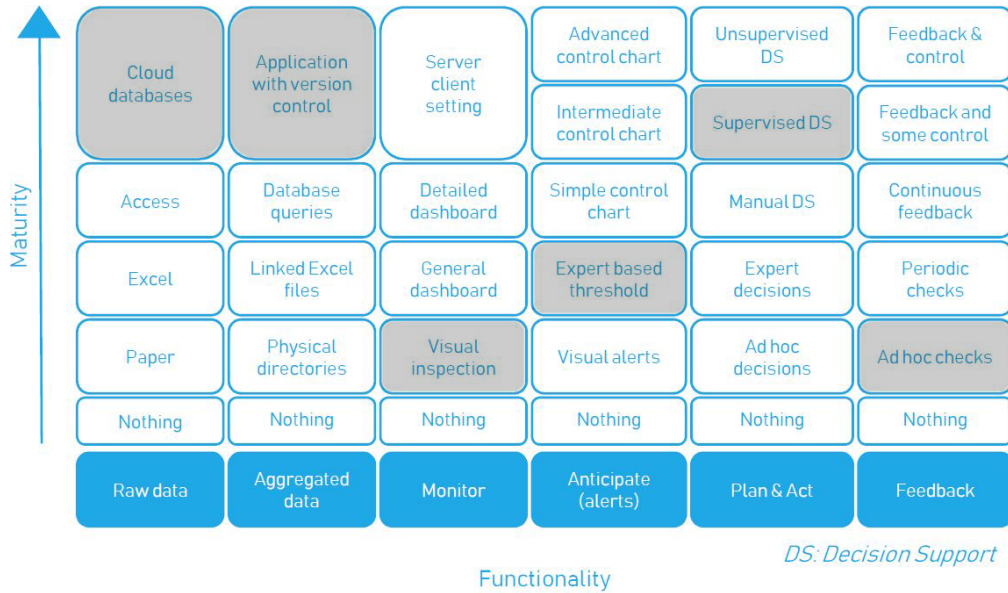 Maturity
Cloud
databases
Application
with version
control
Server
client
setting
Advanced
control chart
Unsupervised
DS
Feedback &
control
Intermediate
control chart
Supervised DS
Feedback and
some control
Access
Database
queries
Detailed
dashboard
Simple control
chart
Manual DS
Continuous
feedback
Excel
Linked Excel
files
General
dashboard
Expert based
threshold
Expert
decisions
Periodic
checks
Paper
Physical
directories
Visual
inspection
Visual alerts
Ad hoc
decisions
Ad hoc checks
Nothing
Nothing
Nothing
Nothing
Nothing
Nothing
Raw data
Aggregated
data
Monitor
Anticipate
(alerts)
Plan & Act
Feedback
DS: Decision Support
Functionality